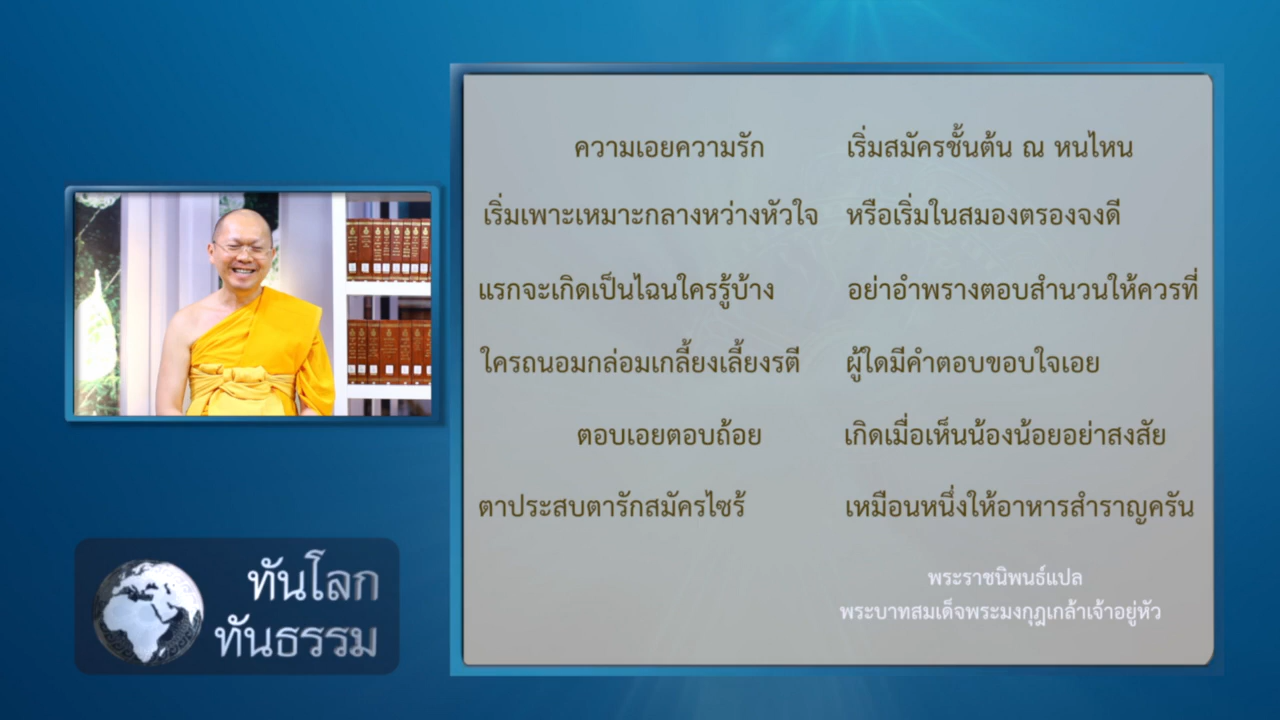 ความเอยความรัก เริ่มสมัครชั้นต้น ณ หนไหน
เริ่มเพาะเหมาะกลางหว่างหัวใจ หรือเริ่มในสมองตรองจงดี
แรกจะเกิดเป็นไฉนใครรู้บ้าง อย่าอำพรางตอบสำนวนให้ควรที่
ใครถนอมกล่อมเกลี้ยงเลี้ยงรตี ผู้ใดมีคำตอบขอบใจเอย
ตอบเอยตอบถ้อย เกิดเมื่อเห็นน้องน้อยอย่าสงสัย
ตาประสบตารักสมัครไซร้ เหมือนหนึ่งให้อาหารสำราญครัน
พระราชนิพนธ์แปล
พระบาทสมเด็จพระมงกุฎเกล้าเจ้าอยู่หัว
ทันโลก
ทันธรรม